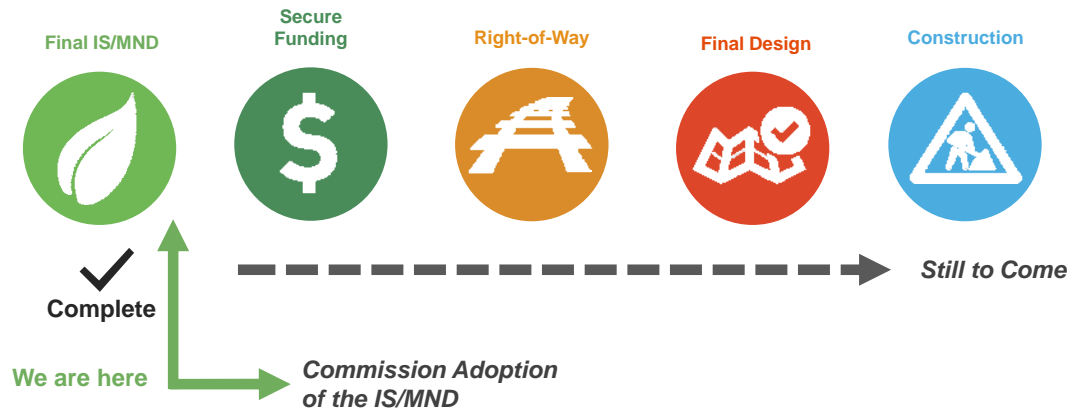 Final IS/MND
Secure
Funding
Right-of-Way
Final Design
Construction
$
Complete
Still to Come
We are here
Commission Adoption
of the IS/MND